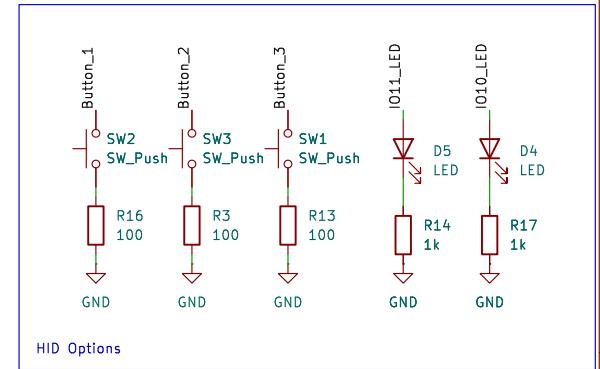 Button_1
Button_2
Button_3
IO11_LED
IO10_LED
SW2
SW_Push
SW3
SW_Push
SW1
SW_Push
D5
LED
D4
LED
R16
100
R3
100
R13
100
R14
1k
R17
1k
GND
GND
GND
GND
GND
HID Options